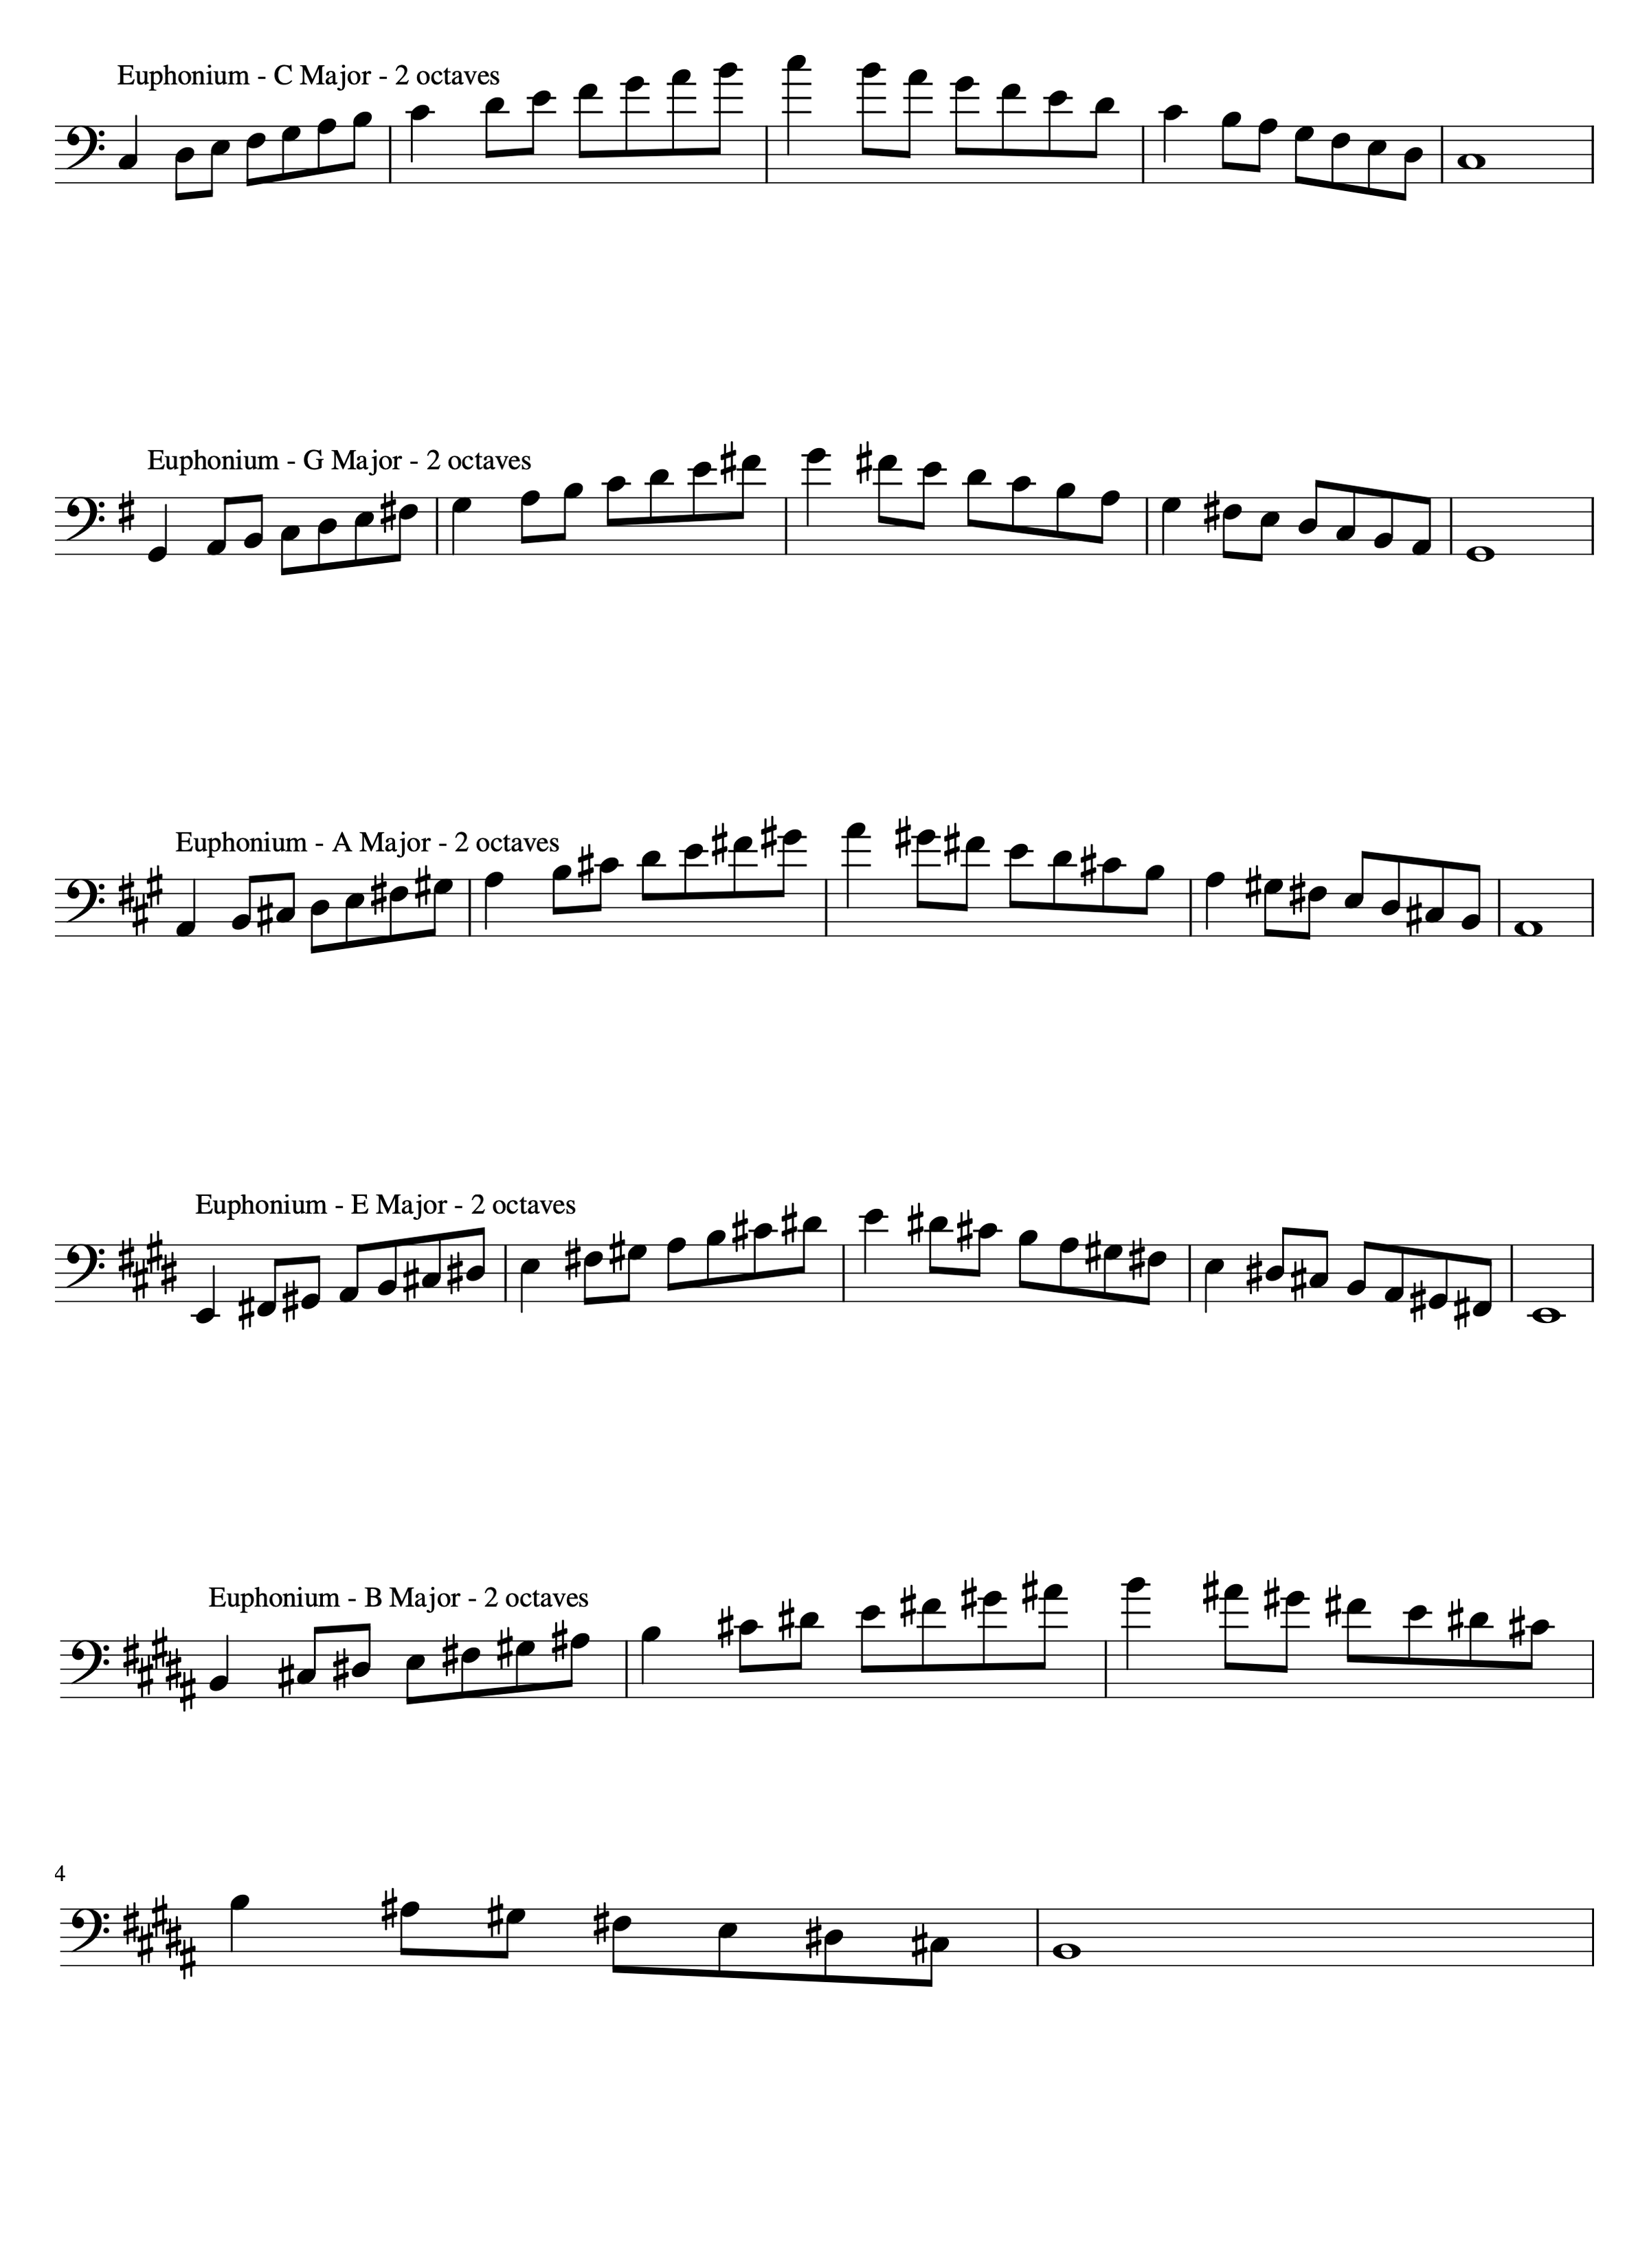 Euphonium - C Major - 2 octaves
Euphonium - G Major - 2 octaves
Euphonium - A Major - 2 octaves
Euphonium - E Major - 2 octaves
Euphonium - B Major - 2 octaves
4